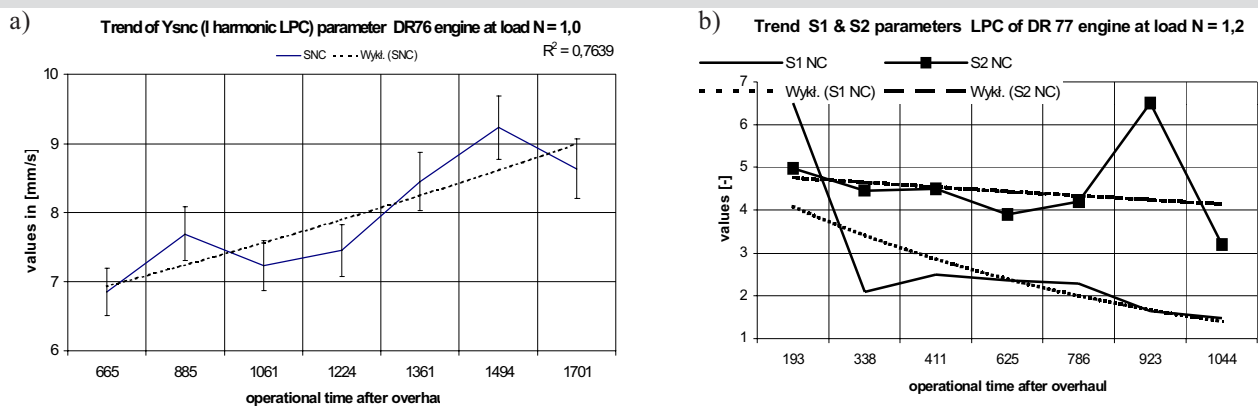 a)
Trend of Ysnc (I harmonic LPC) parameter DR76 engine at load N = 1,0
SNC
Wykł. (SNC)
R² = 0,7639
values in [mm/s]
10
9
8
7
6
665 885 1061 1224 1361 1494 1701
operational time after overhau
b)
Trend S1 & S2 parameters LPC of DR 77 engine at load N = 1,2
S1 NC
S2 NC
Wykł. (S1 NC)
Wykł. (S2 NC)
values [-]
7
6
5
4
3
2
1
193 338 411 625 786 923 1044
operational time after overhaul